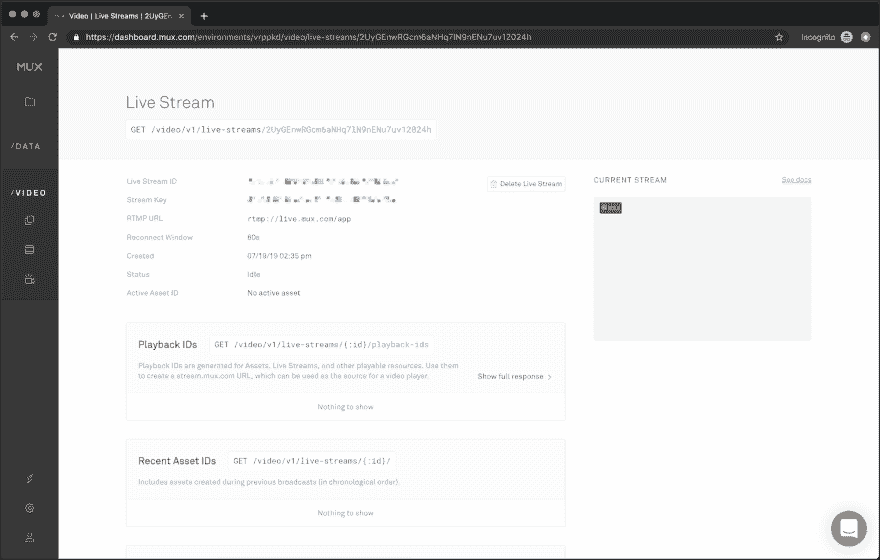 Video | Live Streams | 2UyGEn
https://dashboard.mux.com/environments/vrppkd/video/live-streams/2UyGEnwRGcm6aNHq7lN9nENu7uv12024h
Incognito
MUX
/DATA
/VIDEO
Live Stream
GET /video/v1/live-streams/2UyGEnwRGcm6aNHq7lN9nENu7uv12024h
Live Stream ID
Delete Live Stream
Stream Key
RTMP URL rtmp://live.mux.com/app
Reconnect Window 60s
Created 07/19/19 02:35 pm
Status Idle
Active Asset ID No active asset
CURRENT STREAM See docs
Playback IDs GET /video/v1/live-streams/{:id}/playback-ids
Playback IDs are generated for Assets, Live Streams, and other playable resources. Use them
to create a stream.mux.com URL, which can be used as the source for a video player.
Show full response
Nothing to show
Recent Asset IDs GET /video/v1/live-streams/{:id}/
Includes assets created during previous broadcasts (in chronological order).
Nothing to show